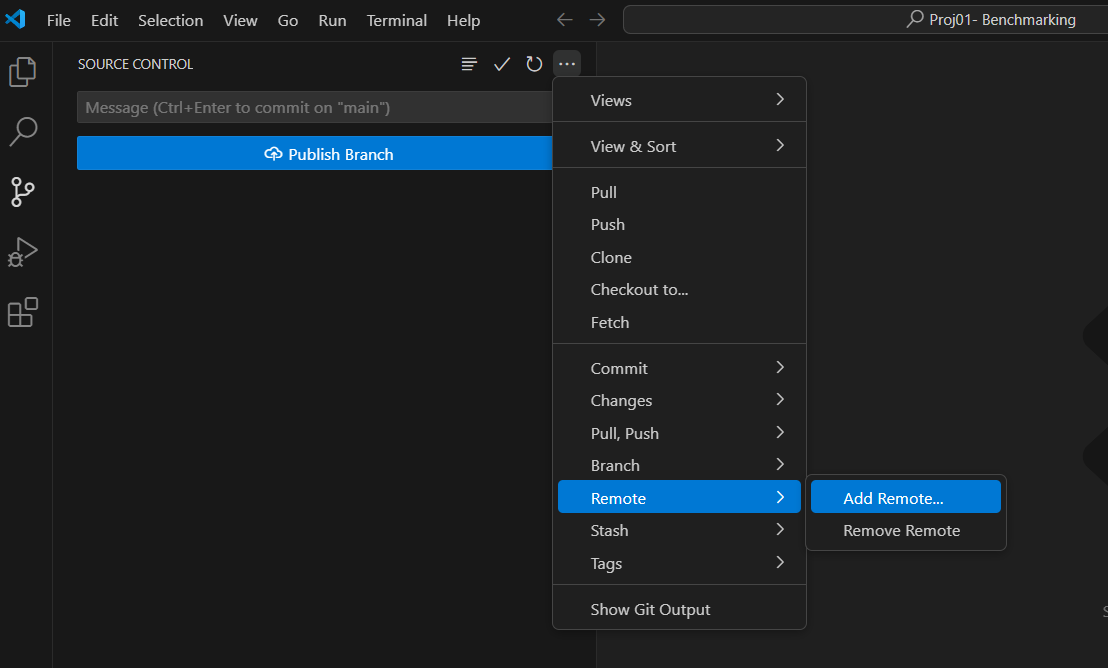 File Edit Selection View Go Run Terminal Help
Proj01- Benchmarking
SOURCE CONTROL
Message (Ctrl+Enter to commit on "main")
Publish Branch
Views
View & Sort
Pull
Push
Clone
Checkout to...
Fetch
Commit
Changes
Pull, Push
Branch
Remote
Add Remote...
Remove Remote
Stash
Tags
Show Git Output